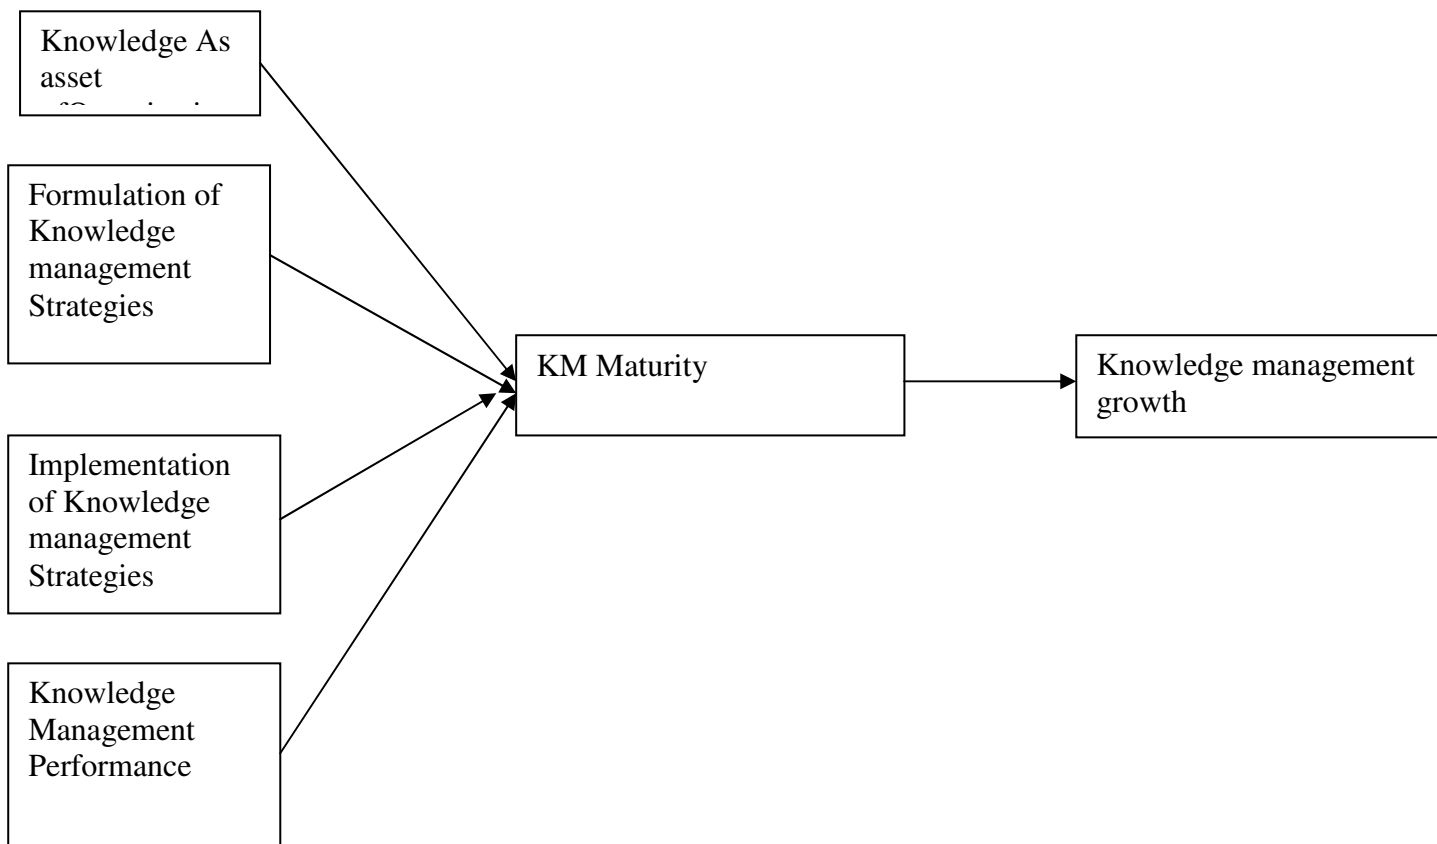 Knowledge As
asset
Formulation of
Knowledge
management
Strategies
KM Maturity
Knowledge management
growth
Implementation
of Knowledge
management
Strategies
Knowledge
Management
Performance